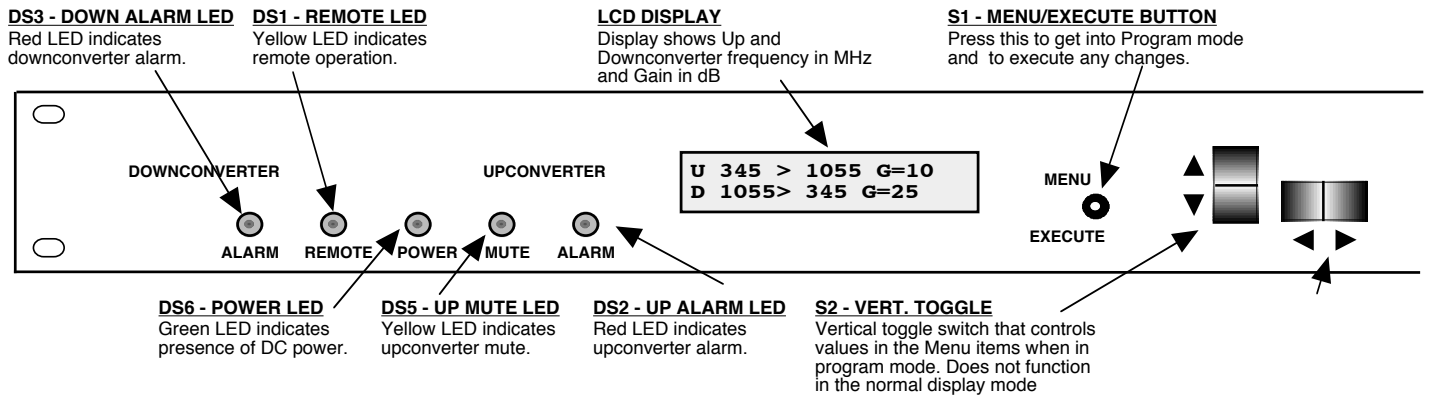 DS3 - DOWN ALARM LED
Red LED indicates
downconverter alarm.
DS1 - REMOTE LED
Yellow LED indicates
remote operation.
LCD DISPLAY
Display shows Up and
Downconverter frequency in MHz
and Gain in dB
S1 - MENU/EXECUTE BUTTON
Press this to get into Program mode
and to execute any changes.
DOWNCONVERTER
UPCONVERTER
U 345 > 1055 G=10
D 1055> 345 G=25
MENU
EXECUTE
ALARM
REMOTE
POWER
MUTE
ALARM
DS6 - POWER LED
Green LED indicates
presence of DC power.
DS5 - UP MUTE LED
Yellow LED indicates
upconverter mute.
DS2 - UP ALARM LED
Red LED indicates
upconverter alarm.
S2 - VERT. TOGGLE
Vertical toggle switch that controls
values in the Menu items when in
program mode. Does not function
in the normal display mode